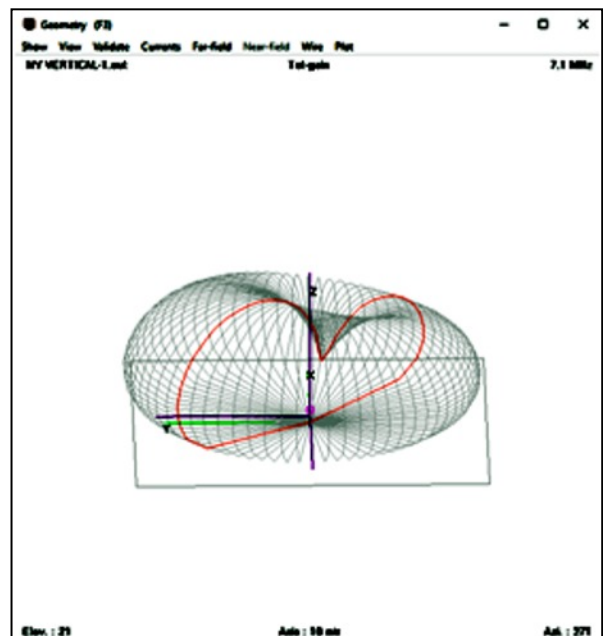 Geometry (F3)
Show View Validate Currents Far-field Near-field Wire Plot
MY VERTICAL-1.out Tot-gain 7.1 MHz
Z
X
Y
Elev. : 21 Axis : 10 mtr Azi. : 271